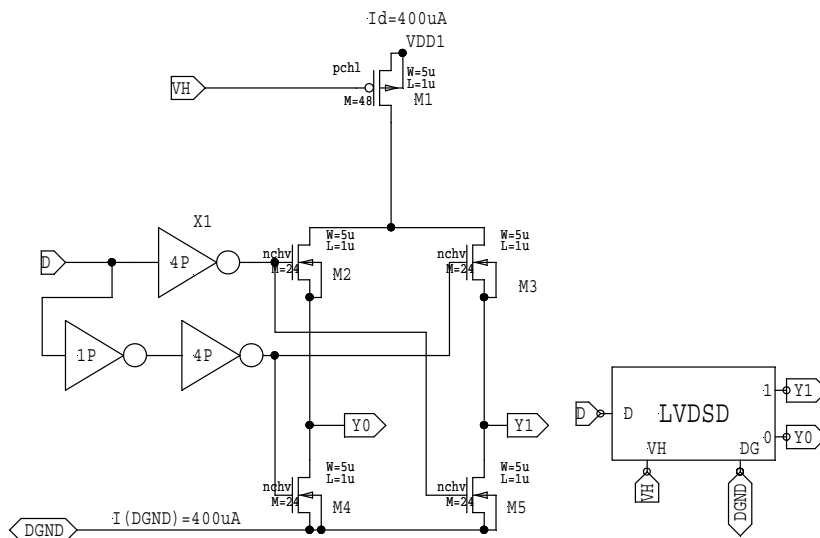 Id=400uA
VDD1
pchl
W=5u
L=1u
VH
M=48
M1
X1
D
4P
nchv
M=24
W=5u
L=1u
M2
nchv
M=24
W=5u
L=1u
M3
1P
4P
Y0
Y1
nchv
M=24
W=5u
L=1u
M4
nchv
M=24
W=5u
L=1u
M5
DGND
I(DGND)=400uA
D
D
LVDSD
1
Y1
0
Y0
VH
DG
VH
DGND